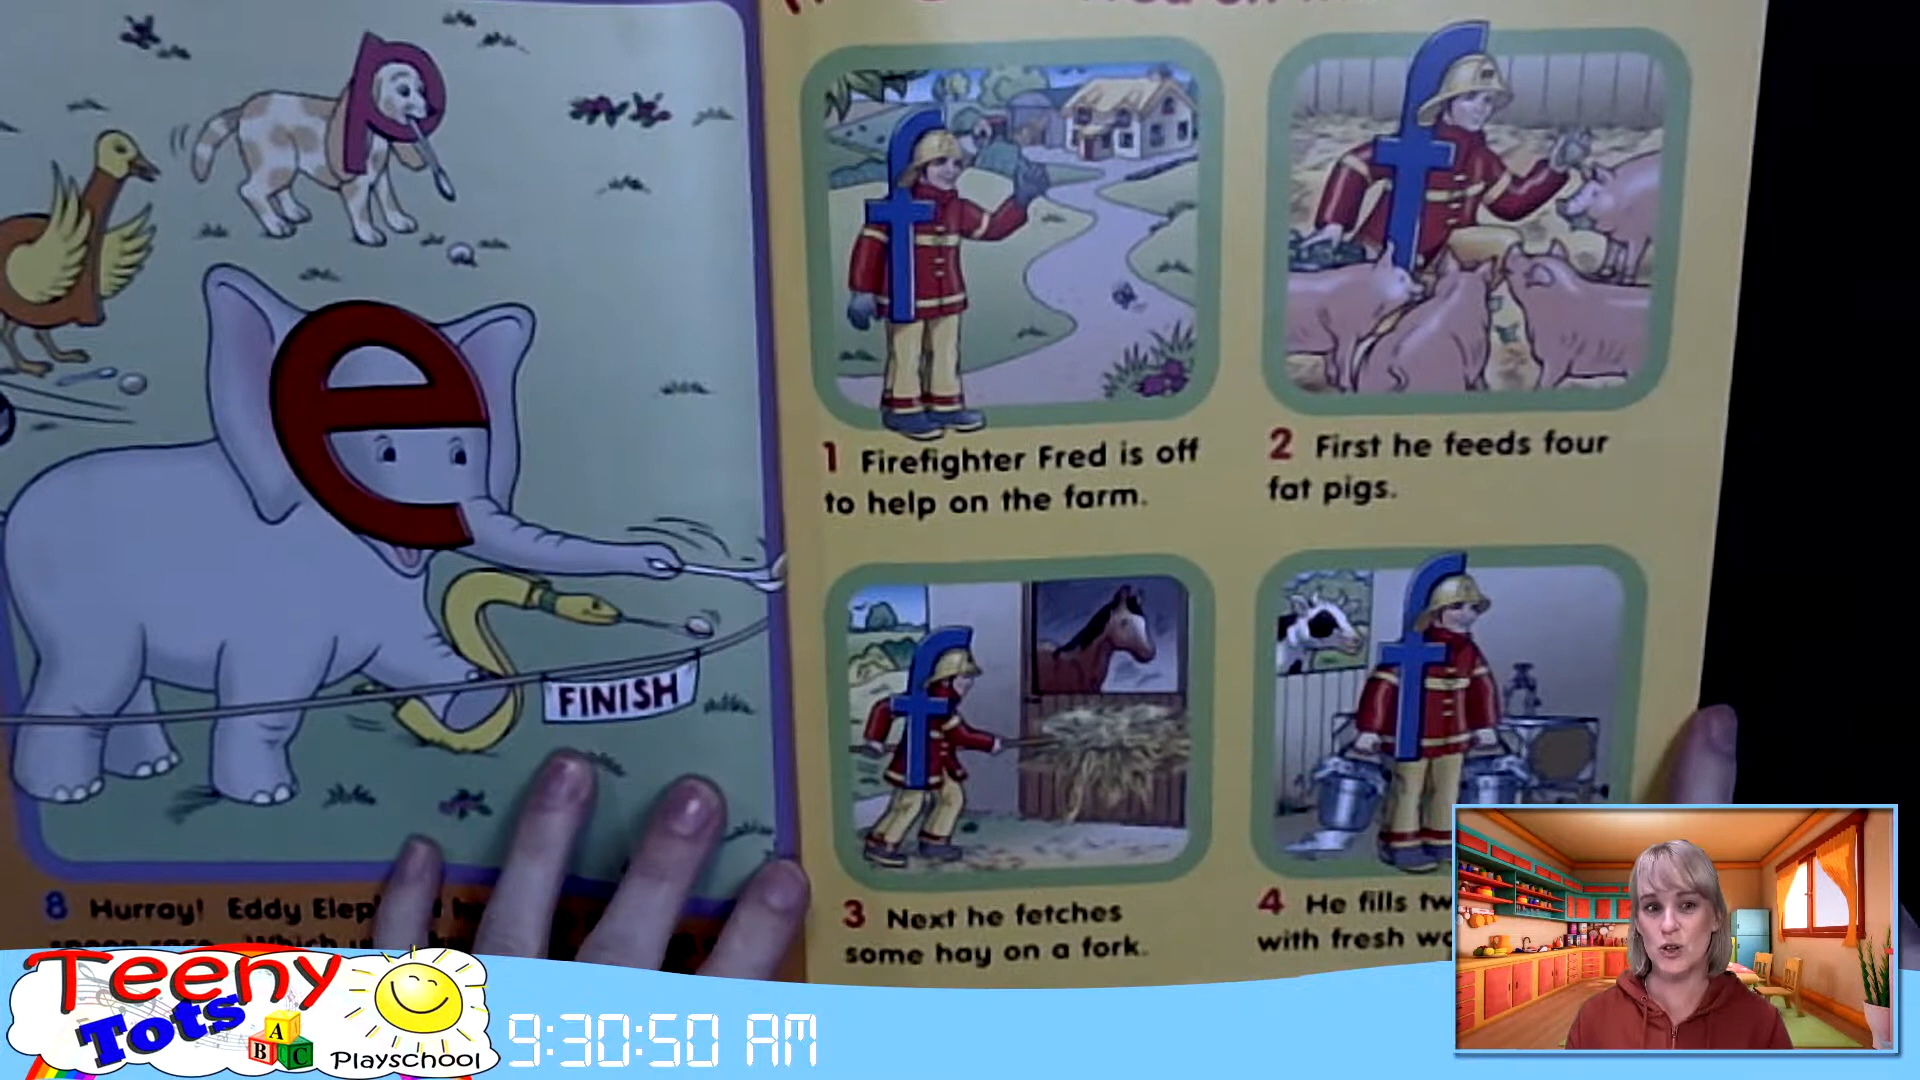 p
e
FINISH
8 Hurray! Eddy
f
1 Firefighter Fred is off
to help on the farm.
f
2 First he feeds four
fat pigs.
f
3 Next he fetches
some hay on a fork.
f
4 He fills
with fresh
Teeny
Tots
A
B C
Playschool
9:30:50 AM